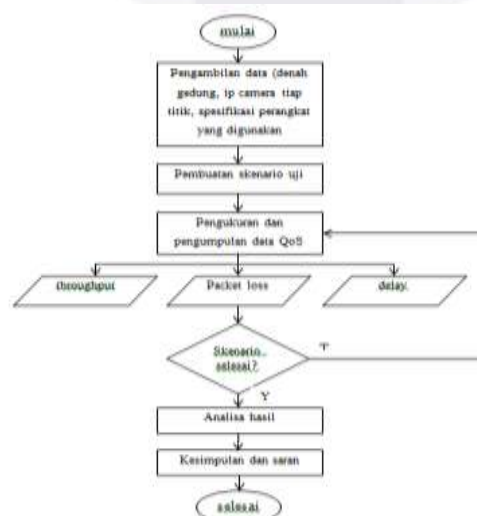 mulai
Pengambilan data (denah
gedung, ip camera tiap
titik, spesifikasi perangkat
yang digunakan
Pembuatan skenario uji
Pengukuran dan
pengumpulan data QoS
throughput
Packet loss
delay.
Skenario
selesai?
T
Y
Analisa hasil
Kesimpulan dan saran
selesai